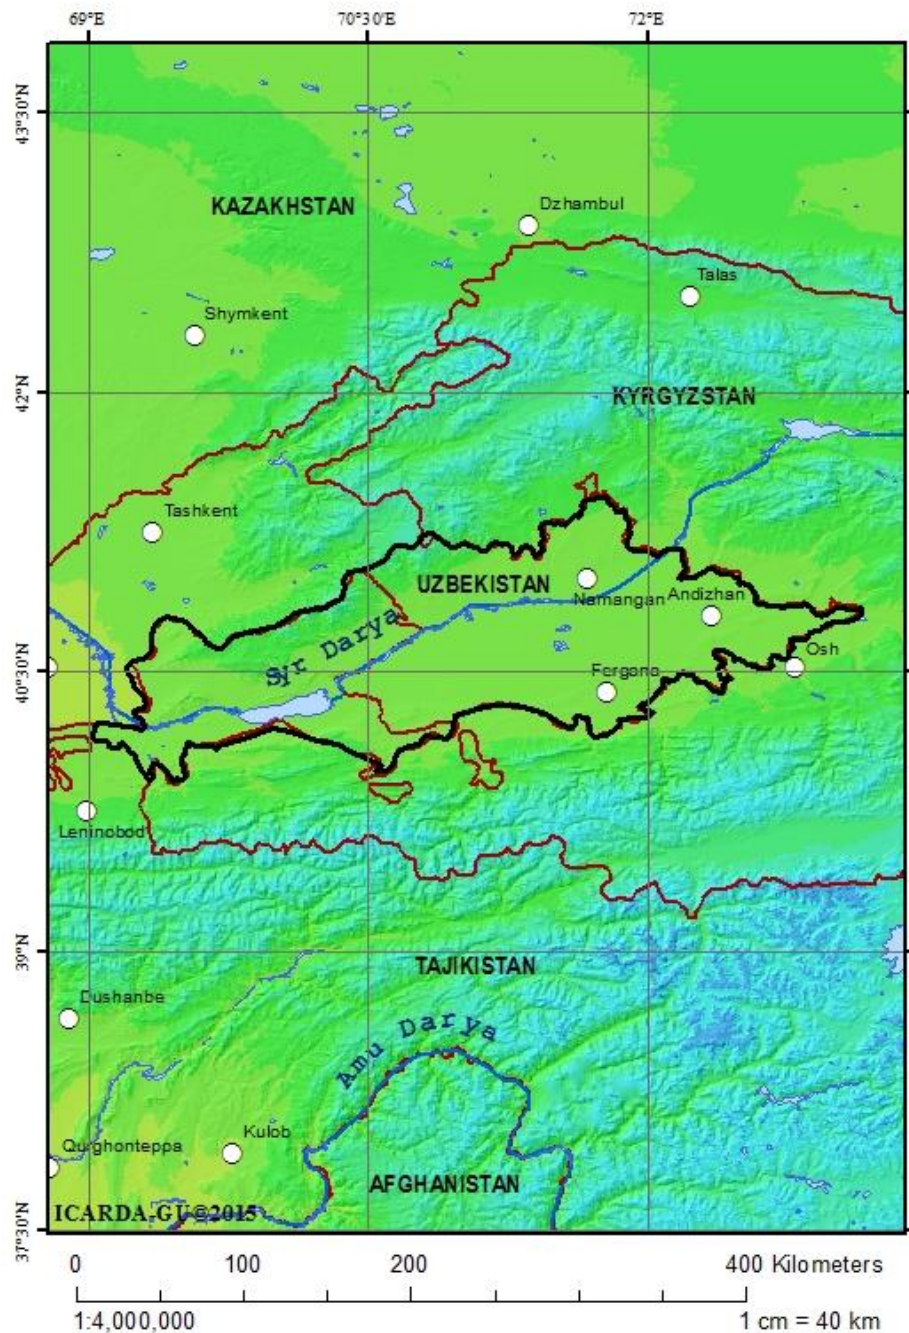 69°E 70°30'E 72°E
43°30'N
KAZAKHSTAN
Dzhambul
Talas
Shymkent
42°N
KYRGYZSTAN
Tashkent
UZBEKISTAN
Namangan
Andizhan
Syr Darya
Osh
40°30'N
Fergana
Leninobod
39°N
TAJIKISTAN
Dushanbe
Amu Darya
Kulob
Qurghonteppa
AFGHANISTAN
ICARDA.GU©2015
37°30'N
0 100 200 400 Kilometers
1:4,000,000 1 cm = 40 km